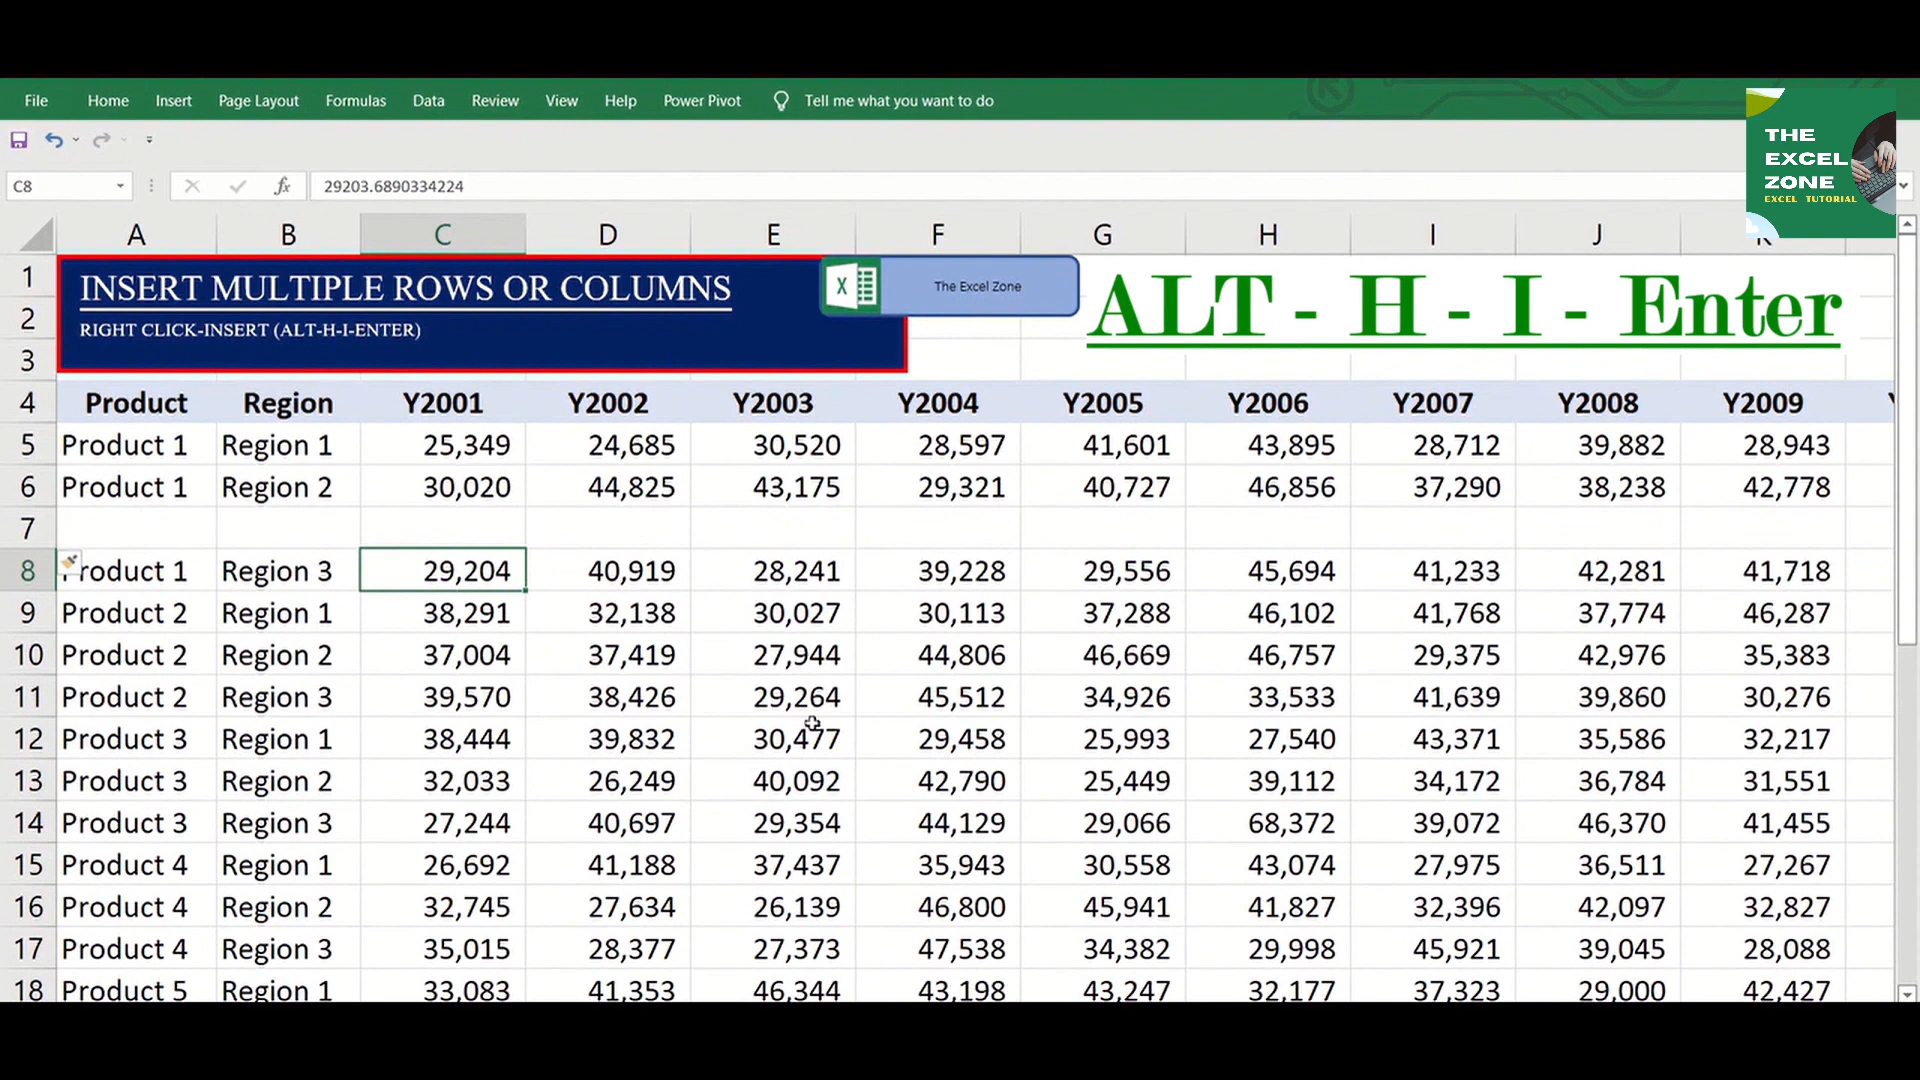 File Home Insert Page Layout Formulas Data Review View Help Power Pivot Tell me what you want to do
THE
EXCEL
ZONE
EXCEL TUTORIAL
C8 fx 29203.6890334224
A B C D E F G H I J K
1 INSERT MULTIPLE ROWS OR COLUMNS The Excel Zone ALT - H - I - Enter
2 RIGHT CLICK-INSERT (ALT-H-I-ENTER)
3
4 Product Region Y2001 Y2002 Y2003 Y2004 Y2005 Y2006 Y2007 Y2008 Y2009
5 Product 1 Region 1 25,349 24,685 30,520 28,597 41,601 43,895 28,712 39,882 28,943
6 Product 1 Region 2 30,020 44,825 43,175 29,321 40,727 46,856 37,290 38,238 42,778
7
8 Product 1 Region 3 29,204 40,919 28,241 39,228 29,556 45,694 41,233 42,281 41,718
9 Product 2 Region 1 38,291 32,138 30,027 30,113 37,288 46,102 41,768 37,774 46,287
10 Product 2 Region 2 37,004 37,419 27,944 44,806 46,669 46,757 29,375 42,976 35,383
11 Product 2 Region 3 39,570 38,426 29,264 45,512 34,926 33,533 41,639 39,860 30,276
12 Product 3 Region 1 38,444 39,832 30,477 29,458 25,993 27,540 43,371 35,586 32,217
13 Product 3 Region 2 32,033 26,249 40,092 42,790 25,449 39,112 34,172 36,784 31,551
14 Product 3 Region 3 27,244 40,697 29,354 44,129 29,066 68,372 39,072 46,370 41,455
15 Product 4 Region 1 26,692 41,188 37,437 35,943 30,558 43,074 27,975 36,511 27,267
16 Product 4 Region 2 32,745 27,634 26,139 46,800 45,941 41,827 32,396 42,097 32,827
17 Product 4 Region 3 35,015 28,377 27,373 47,538 34,382 29,998 45,921 39,045 28,088
18 Product 5 Region 1 33,083 41,353 46,344 43,198 43,247 32,177 37,323 29,000 42,427